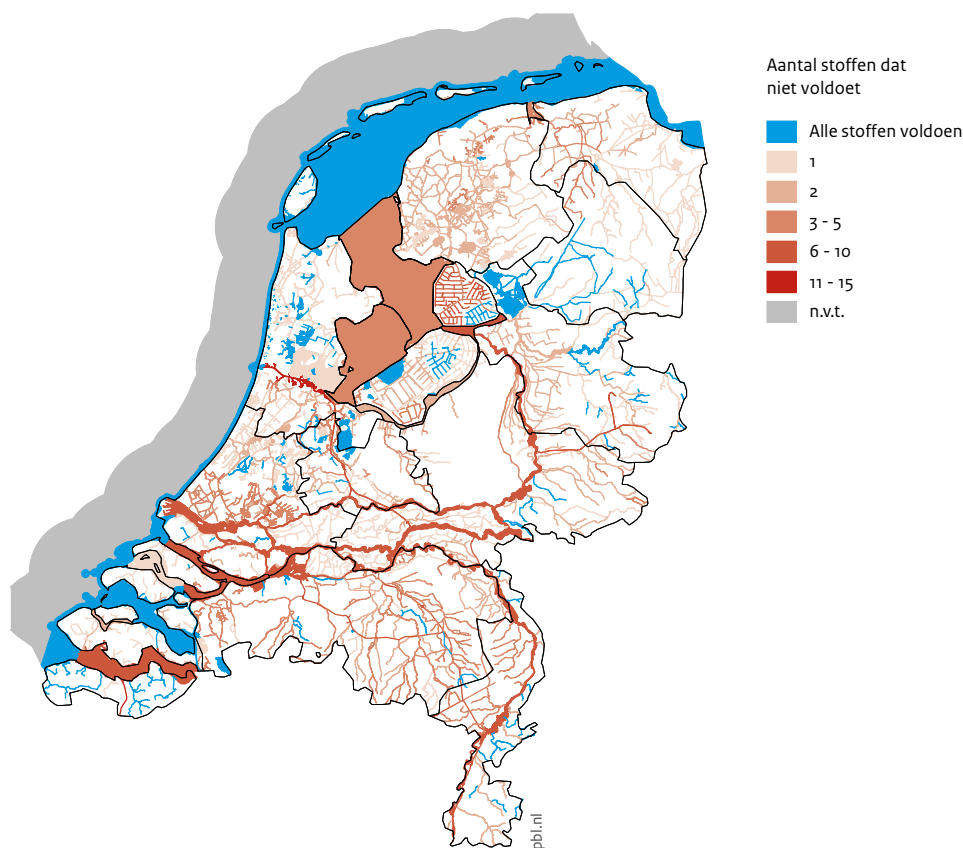 Aantal stoffen dat
niet voldoet
Alle stoffen voldoen
1
2
3 - 5
6 - 10
11 - 15
n.v.t.
pbl.nl